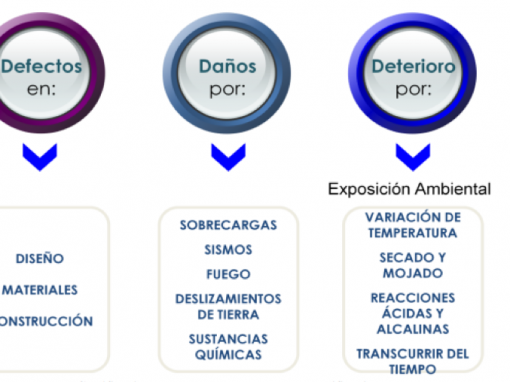 Defectos
en:
Daños
por:
Deterioro
por:
Exposición Ambiental
DISEÑO
MATERIALES
ONSTRUCCIÓN
SOBRECARGAS
SISMOS
FUEGO
DESLIZAMIENTOS
DE TIERRA
SUSTANCIAS
QUÍMICAS
VARIACIÓN DE
TEMPERATURA
SECADO Y
MOJADO
REACCIONES
ÁCIDAS Y
ALCALINAS
TRANSCURRIR DEL
TIEMPO